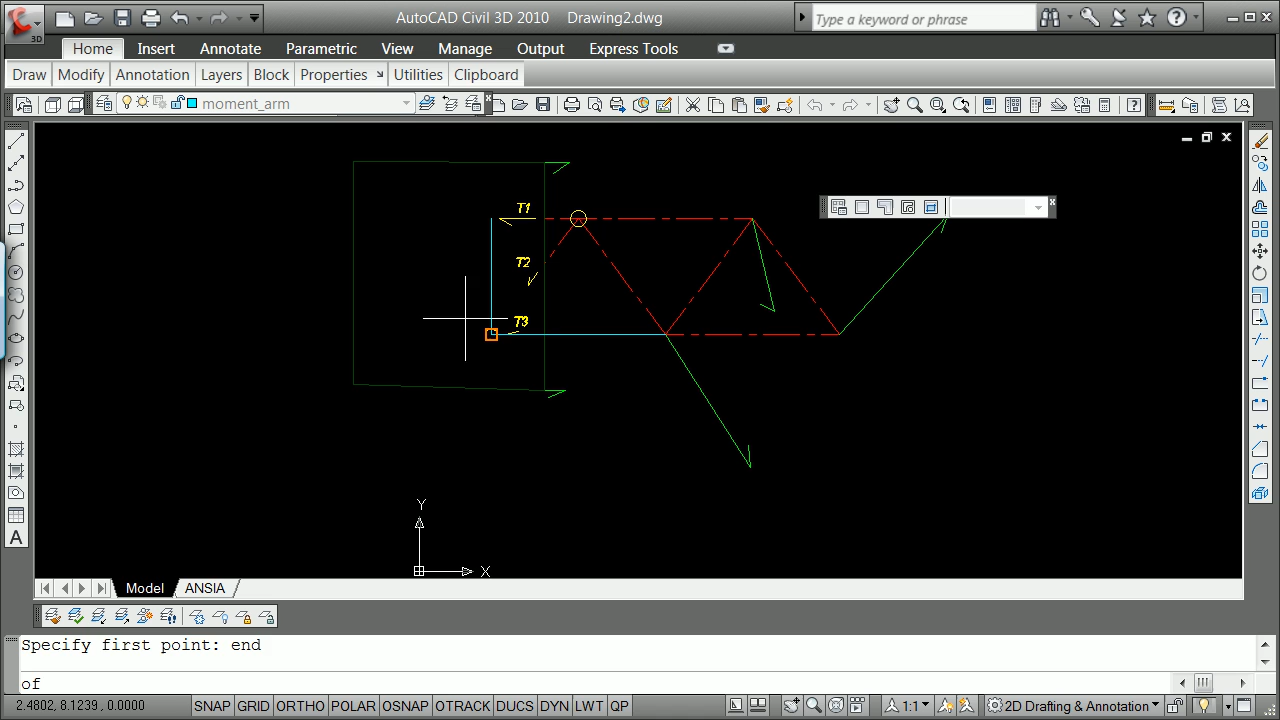 AutoCAD Civil 3D 2010 Drawing2.dwg
Type a keyword or phrase
3D
Home Insert Annotate Parametric View Manage Output Express Tools
Draw Modify Annotation Layers Block Properties Utilities Clipboard
moment_arm
T1
T2
T3
Y
X
Model ANSIA
Specify first point: end
of
2.4802, 8.1239, 0.0000 SNAP GRID ORTHO POLAR OSNAP OTRACK DUCS DYN LWT QP 1:1 2D Drafting & Annotation